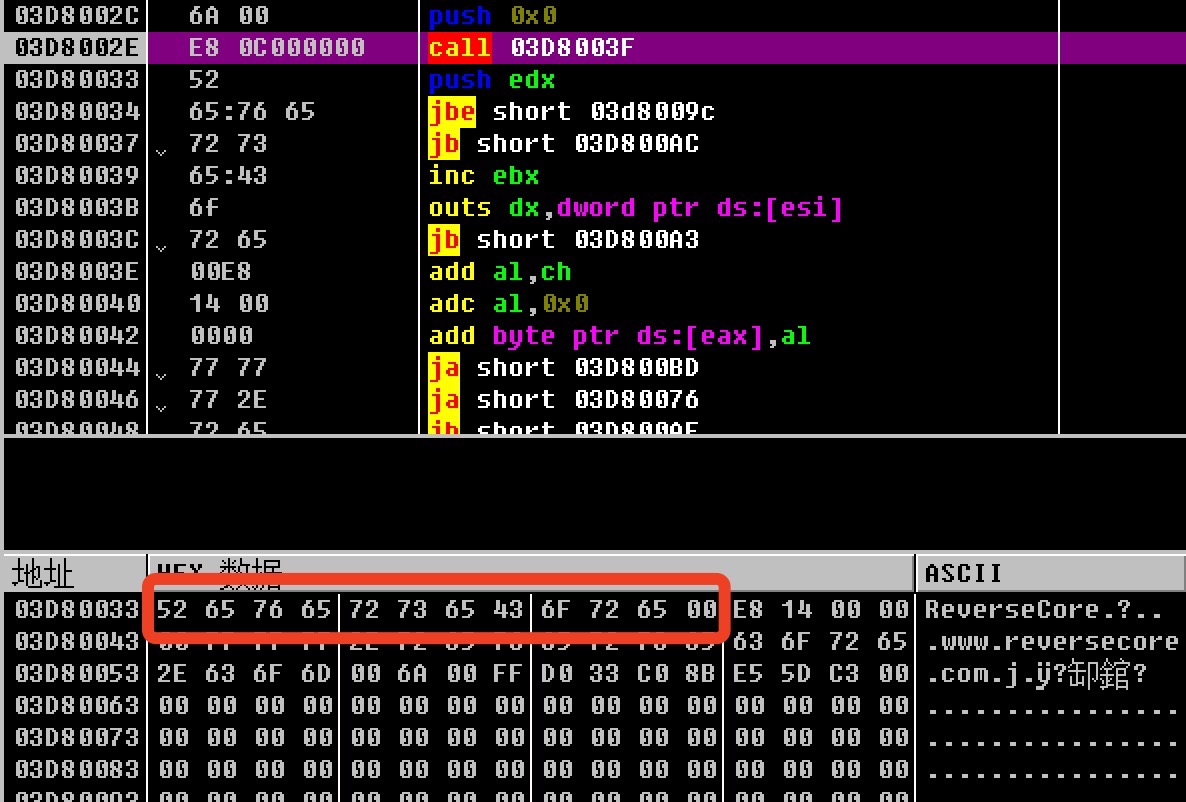 03D8002C 6A 00 push 0x0
03D8002E E8 0C000000 call 03D8003F
03D80033 52 push edx
03D80034 65:76 65 jbe short 03d8009c
03D80037 72 73 jb short 03D800AC
03D80039 65:43 inc ebx
03D8003B 6f outs dx,dword ptr ds:[esi]
03D8003C 72 65 jb short 03D800A3
03D8003E 00E8 add al,ch
03D80040 14 00 adc al,0x0
03D80042 0000 add byte ptr ds:[eax],al
03D80044 77 77 ja short 03D800BD
03D80046 77 2E ja short 03D80076
03D80048 72 65 jb short 03D800AF
地址 HEX 数据 ASCII
03D80033 52 65 76 65 72 73 65 43 6F 72 65 00 E8 14 00 00 ReverseCore.?..
03D80043 63 6F 72 65 .www.reversecore
03D80053 2E 63 6F 6D 00 6A 00 FF D0 33 C0 8B E5 5D C3 00 .com.j.ÿ?卸錧?
03D80063 00 00 00 00 00 00 00 00 00 00 00 00 00 00 00 00 ................
03D80073 00 00 00 00 00 00 00 00 00 00 00 00 00 00 00 00 ................
03D80083 00 00 00 00 00 00 00 00 00 00 00 00 00 00 00 00 ................